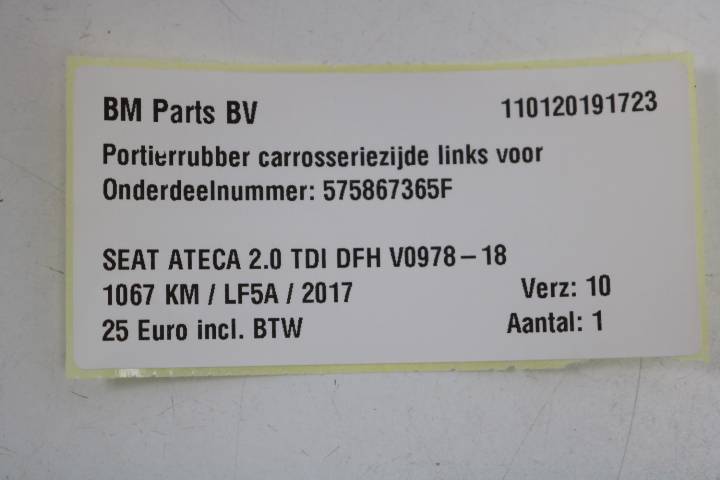 BM Parts BV 110120191723
Portierrubber carrosseriezijde links voor
Onderdeelnummer: 575867365F
SEAT ATECA 2.0 TDI DFH V0978-18
1067 KM / LF5A / 2017 Verz: 10
25 Euro incl. BTW Aantal: 1